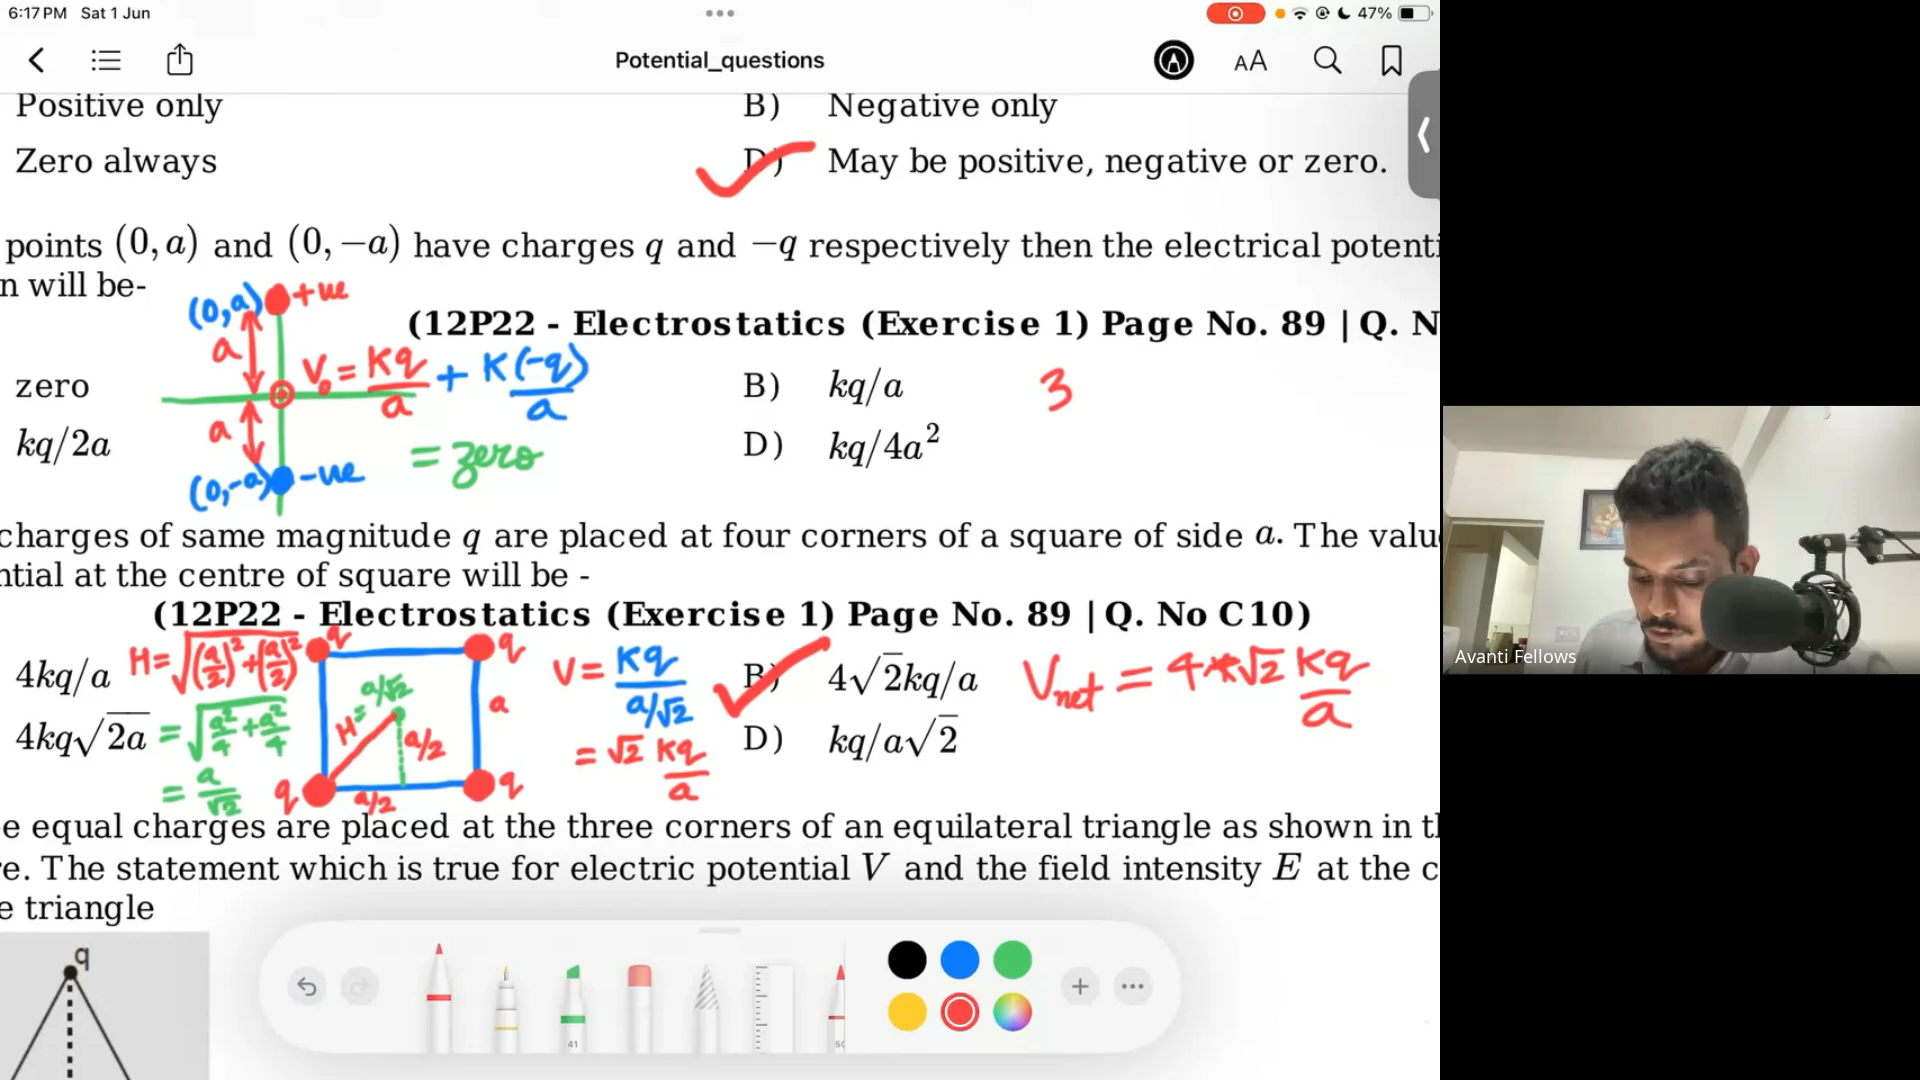 6:17 PM Sat 1 Jun
47%
Potential_questions
AA
Positive only
B) Negative only
Zero always
D) May be positive, negative or zero.
points (0, a) and (0, −a) have charges q and −q respectively then the electrical potenti
n will be-
(0,a) +ve
(12P22 - Electrostatics (Exercise 1) Page No. 89 | Q. N
a
V₀ = Kq/a + K(-q)/a
zero
B) kq/a
3
a
= zero
kq/2a
D) kq/4a²
(0,-a) -ve
charges of same magnitude q are placed at four corners of a square of side a. The valu
ntial at the centre of square will be -
(12P22 - Electrostatics (Exercise 1) Page No. 89 | Q. No C10)
4kq/a
H=√((a/2)²+(a/2)²)
q
q
V = Kq/(a/√2)
B) 4√2kq/a
Vnet = 4*√2 Kq/a
4kq√2a
= √(a²/4+a²/4)
H= a/√2
a/2
a
= √2 Kq/a
D) kq/a√2
= a/√2
q
a/2
q
e equal charges are placed at the three corners of an equilateral triangle as shown in t
e. The statement which is true for electric potential V and the field intensity E at the c
e triangle
q
41
50
Avanti Fellows